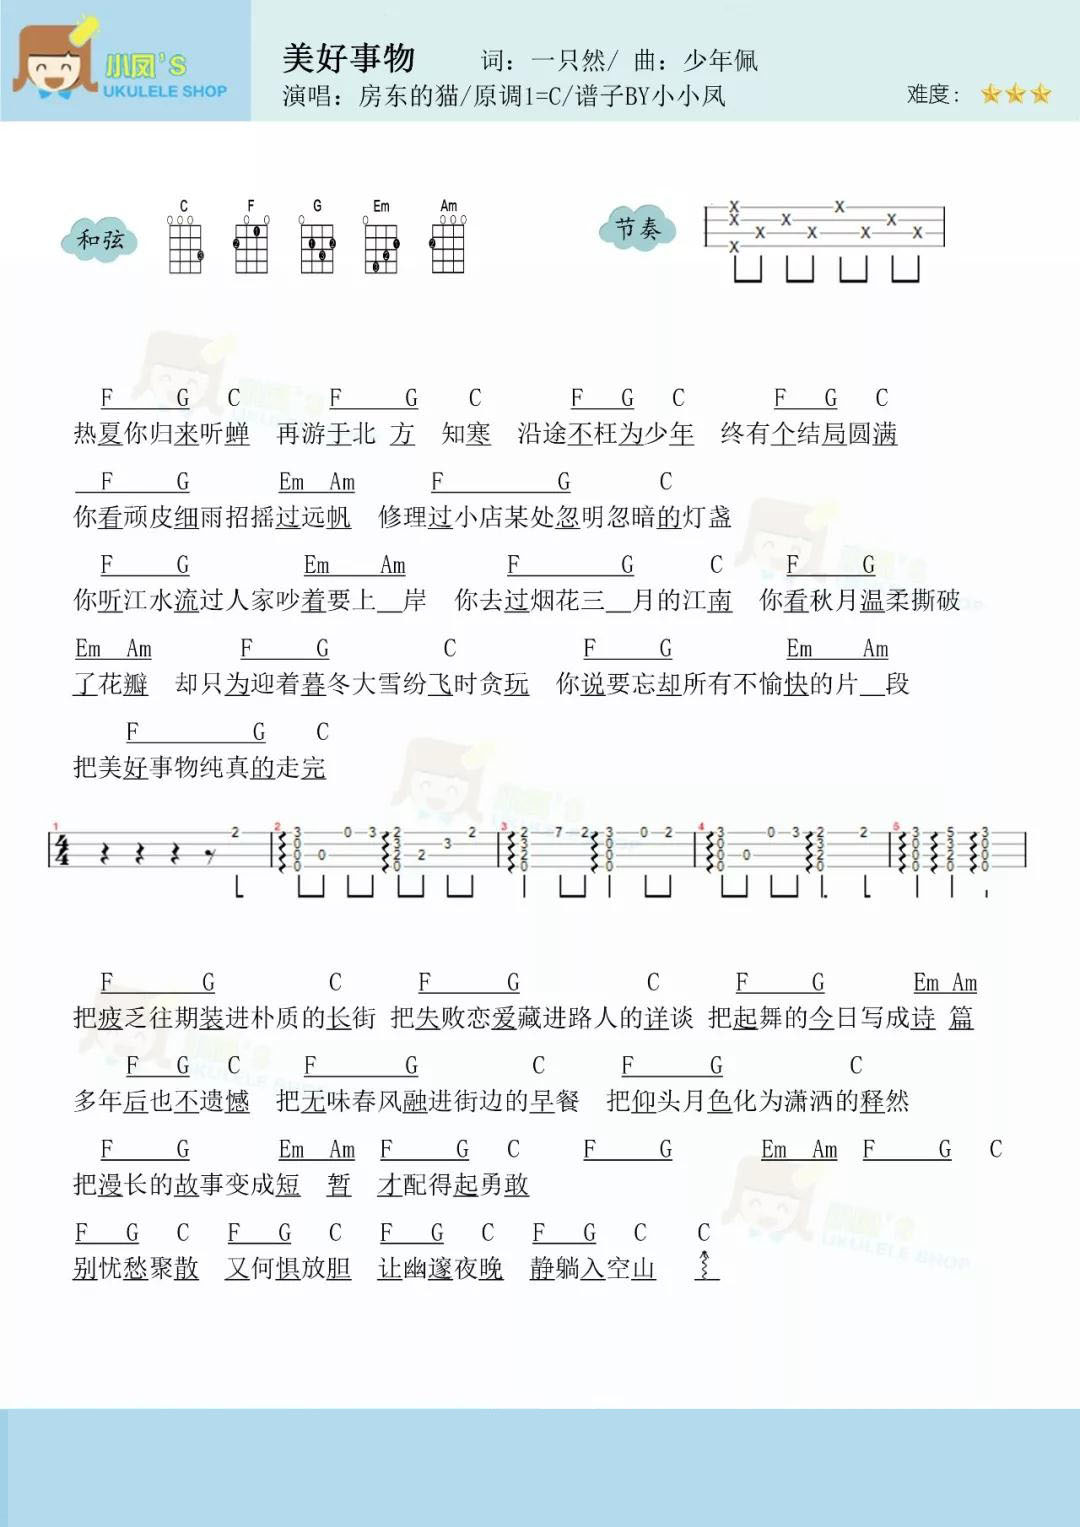 小凤's
UKULELE SHOP
美好事物 词：一只然/ 曲：少年佩
演唱：房东的猫/原调1=C/谱子BY小小凤
难度：
和弦 C F G Em Am
节奏
F G C F G C F G C F G C
热夏你归来听蝉 再游于北 方 知寒 沿途不枉为少年 终有个结局圆满
F G Em Am F G C
你看顽皮细雨招摇过远帆 修理过小店某处忽明忽暗的灯盏
F G Em Am F G C F G
你听江水流过人家吵着要上__岸 你去过烟花三__月的江南 你看秋月温柔撕破
Em Am F G C F G Em Am
了花瓣 却只为迎着暮冬大雪纷飞时贪玩 你说要忘却所有不愉快的片__段
F G C
把美好事物纯真的走完
1 2 3 4 5
4/4 2 3 0 0 0 0 0 3 2 3 2 0 2 3 2 2 3 2 0 7 2 3 0 0 0 0 2 3 0 0 0 0 0 3 2 3 2 0 2 3 0 0 0 5 3 3 0 3 0 0 0
F G C F G C F G Em Am
把疲乏往期装进朴质的长街 把失败恋爱藏进路人的详谈 把起舞的今日写成诗 篇
F G C F G C F G C
多年后也不遗憾 把无味春风融进街边的早餐 把仰头月色化为潇洒的释然
F G Em Am F G C F G Em Am F G C
把漫长的故事变成短 暂 才配得起勇敢
F G C F G C F G C F G C C
别忧愁聚散 又何惧放胆 让幽邃夜晚 静躺入空山